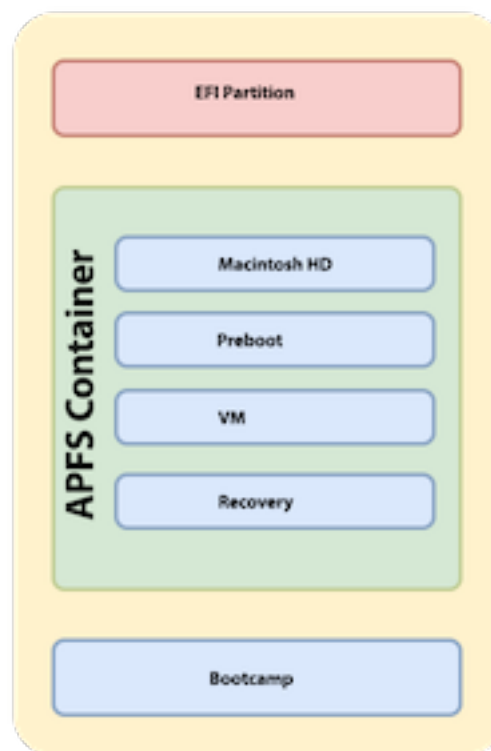 EFI Partition
APFS Container
Macintosh HD
Preboot
VM
Recovery
Bootcamp